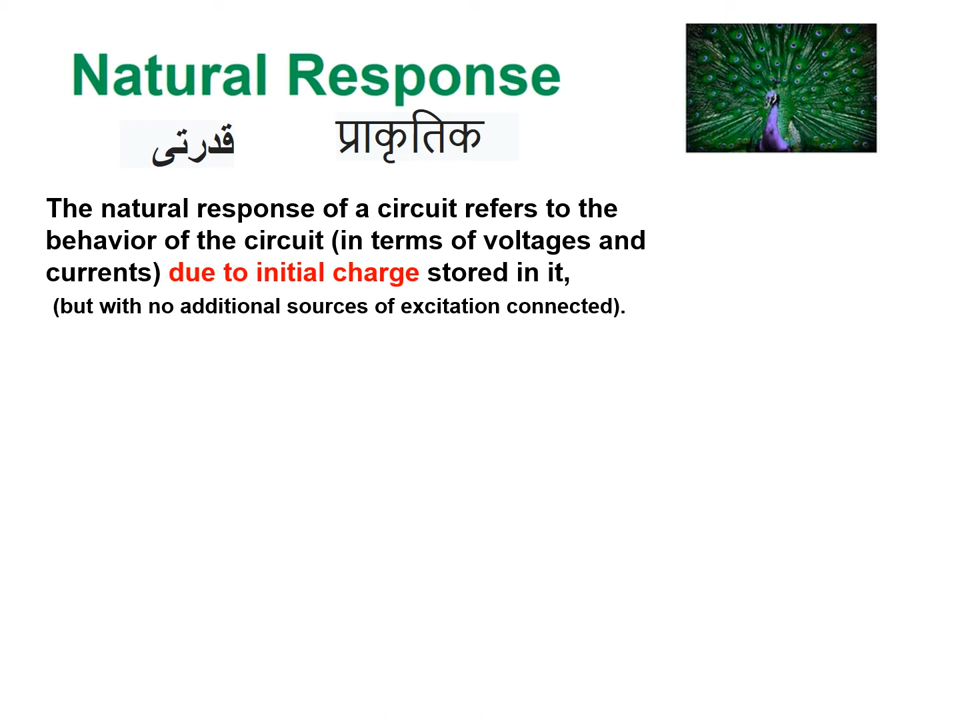 Natural Response
قدرتی
प्राकृतिक
The natural response of a circuit refers to the
behavior of the circuit (in terms of voltages and
currents) due to initial charge stored in it,
(but with no additional sources of excitation connected).